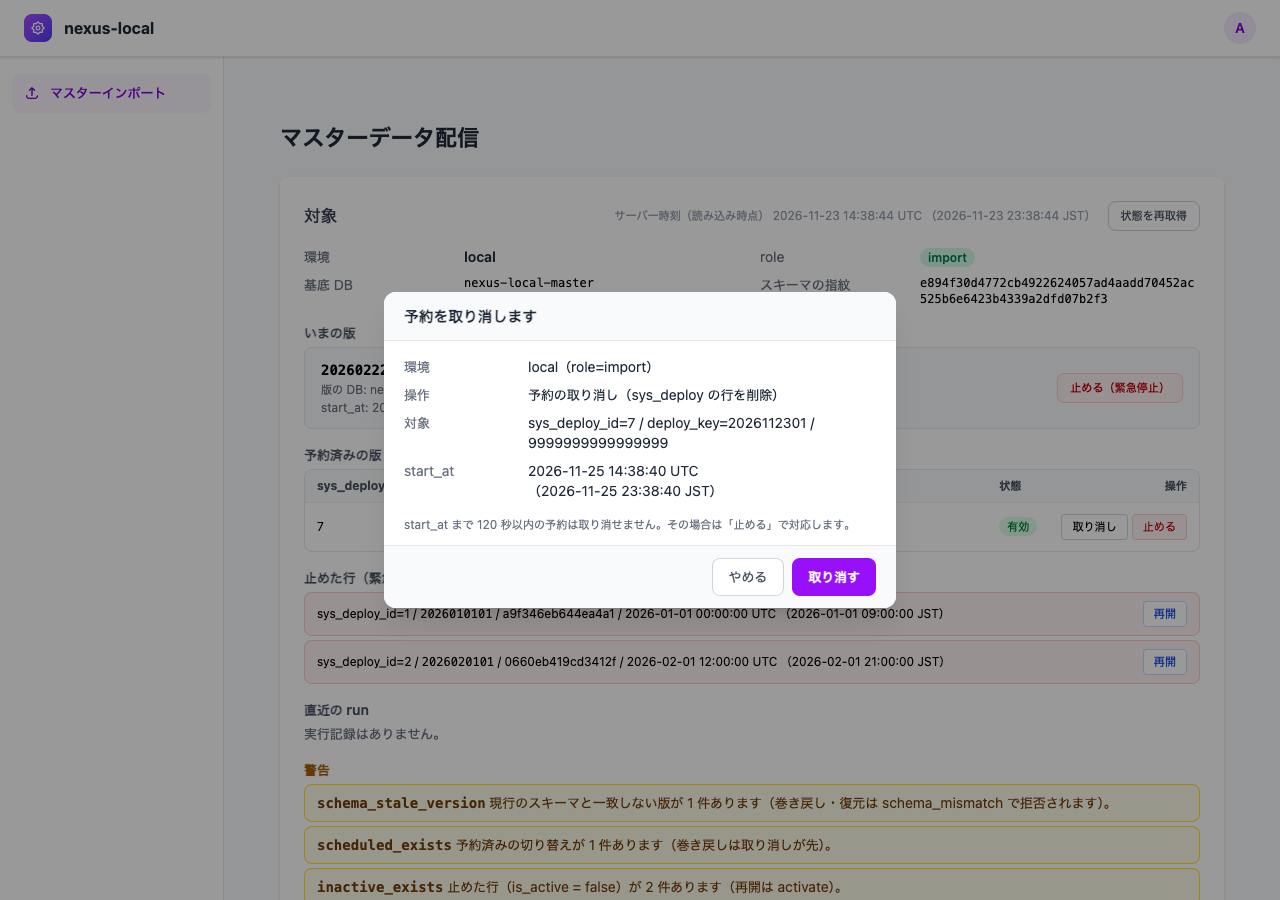 nexus-local
A
マスターインポート
マスターデータ配信
対象
サーバー時刻（読み込み時点） 2026-11-23 14:38:44 UTC （2026-11-23 23:38:44 JST）
状態を再取得
環境
local
role
import
基底 DB
nexus-local-master
スキーマの指紋
e894f30d4772cb4922624057ad4aadd70452ac
525b6e6423b4339a2dfd07b2f3
いまの版
20260222
版の DB: ne
start_at: 20
止める（緊急停止）
予約済みの版
sys_deploy
状態
操作
7
有効
取り消し
止める
予約を取り消します
環境
local（role=import）
操作
予約の取り消し（sys_deploy の行を削除）
対象
sys_deploy_id=7 / deploy_key=2026112301 /
9999999999999999
start_at
2026-11-25 14:38:40 UTC
（2026-11-25 23:38:40 JST）
start_at まで 120 秒以内の予約は取り消せません。その場合は「止める」で対応します。
やめる
取り消す
止めた行（緊
sys_deploy_id=1 / 2026010101 / a9f346eb644ea4a1 / 2026-01-01 00:00:00 UTC （2026-01-01 09:00:00 JST）
再開
sys_deploy_id=2 / 2026020101 / 0660eb419cd3412f / 2026-02-01 12:00:00 UTC （2026-02-01 21:00:00 JST）
再開
直近の run
実行記録はありません。
警告
schema_stale_version 現行のスキーマと一致しない版が 1 件あります（巻き戻し・復元は schema_mismatch で拒否されます）。
scheduled_exists 予約済みの切り替えが 1 件あります（巻き戻しは取り消しが先）。
inactive_exists 止めた行（is_active = false）が 2 件あります（再開は activate）。